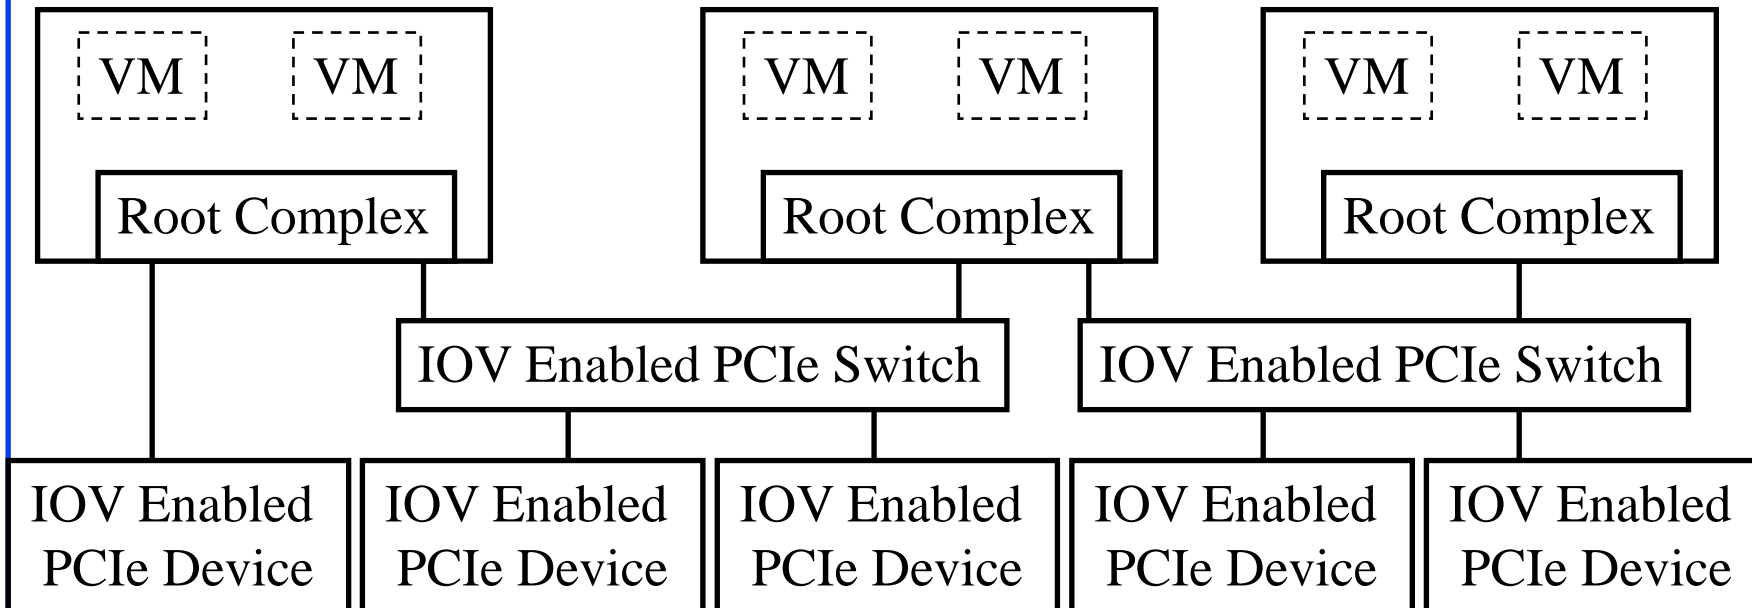 VM VM VM VM VM VM
Root Complex Root Complex Root Complex
IOV Enabled PCIe Switch IOV Enabled PCIe Switch
IOV Enabled IOV Enabled IOV Enabled IOV Enabled IOV Enabled
PCIe Device PCIe Device PCIe Device PCIe Device PCIe Device